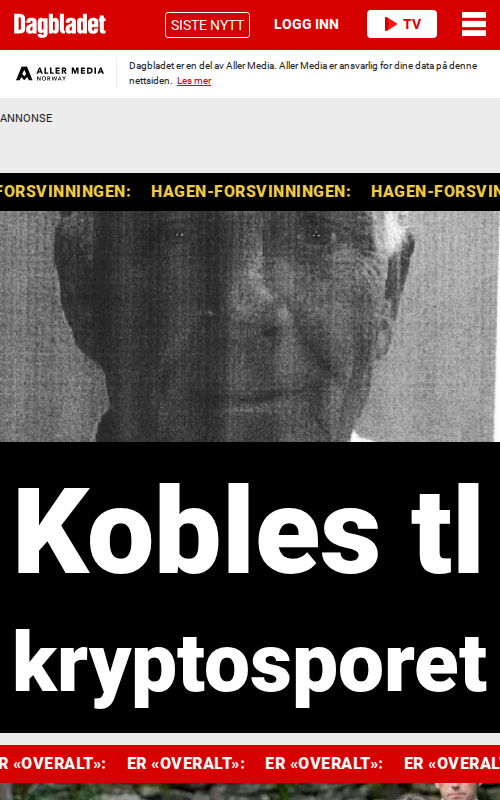 Dagbladet SISTE NYTT LOGG INN TV
ALLER MEDIA
NORWAY
Dagbladet er en del av Aller Media. Aller Media er ansvarlig for dine data på denne
nettsiden. Les mer
ANNONSE
FORSVINNINGEN: HAGEN-FORSVINNINGEN: HAGEN-FORSVIN
Kobles tl
kryptosporet
R «OVERALT»: ER «OVERALT»: ER «OVERALT»: ER «OVERAL